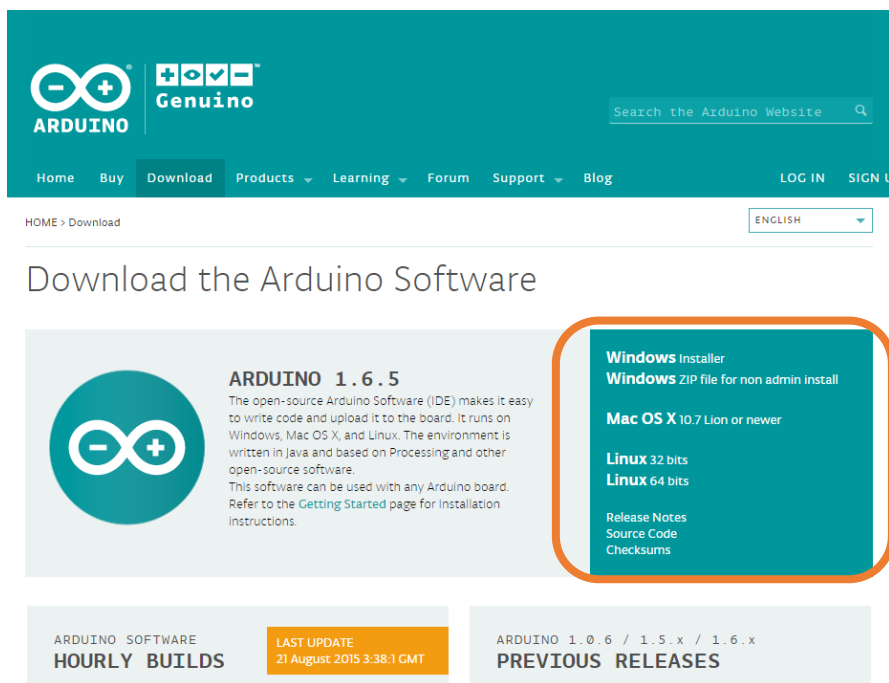 Genuino
ARDUINO
Search the Arduino Website
Home Buy Download Products Learning Forum Support Blog LOG IN SIGN U
HOME > Download
ENGLISH
Download the Arduino Software
ARDUINO 1.6.5
The open-source Arduino Software (IDE) makes it easy
to write code and upload it to the board. It runs on
Windows, Mac OS X, and Linux. The environment is
written in Java and based on Processing and other
open-source software.
This software can be used with any Arduino board.
Refer to the Getting Started page for Installation
instructions.
Windows Installer
Windows ZIP file for non admin install
Mac OS X 10.7 Lion or newer
Linux 32 bits
Linux 64 bits
Release Notes
Source Code
Checksums
ARDUINO SOFTWARE
HOURLY BUILDS
LAST UPDATE
21 August 2015 3:38:1 GMT
ARDUINO 1.0.6 / 1.5.x / 1.6.x
PREVIOUS RELEASES